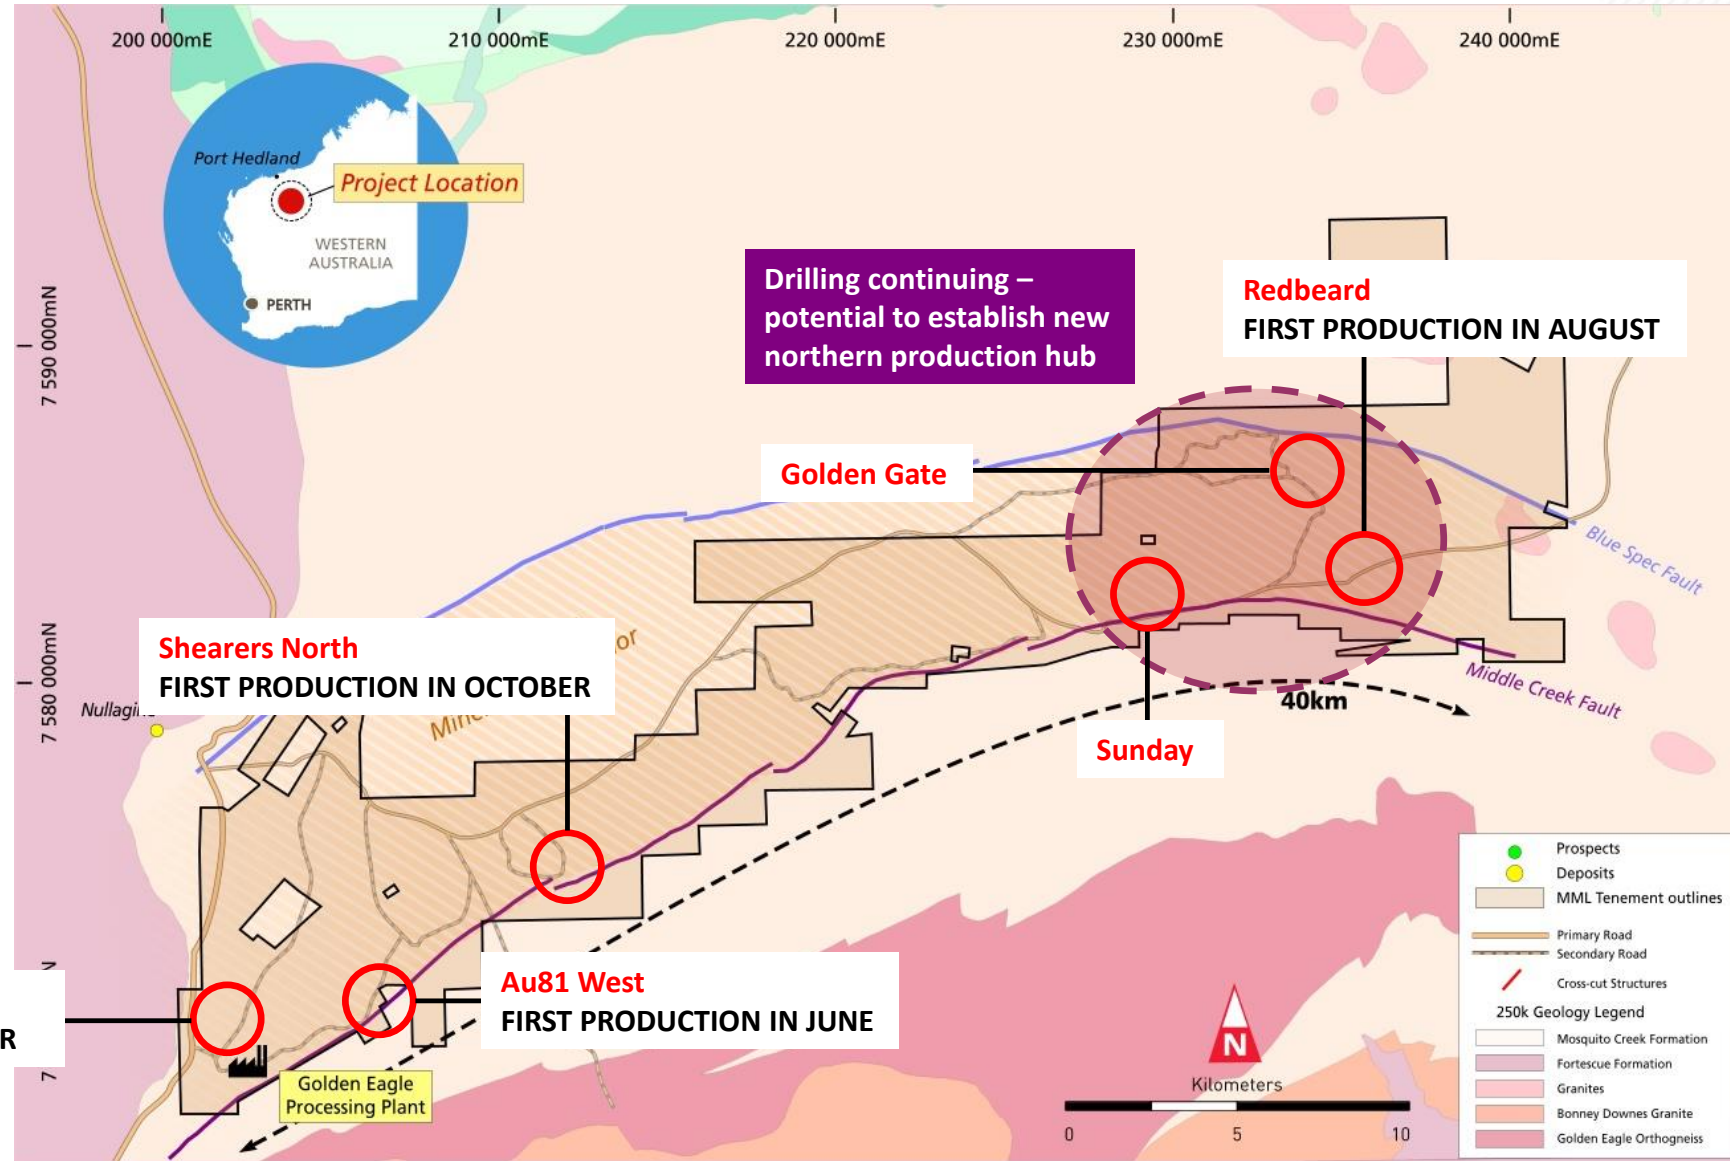 200 000mE
210 000mE
220 000mE
230 000mE
240 000mE
Port Hedland
Project Location
WESTERN
AUSTRALIA
PERTH
7 590 000mN
Drilling continuing –
potential to establish new
northern production hub
Redbeard
FIRST PRODUCTION IN AUGUST
Golden Gate
Blue Spec Fault
Shearers North
FIRST PRODUCTION IN OCTOBER
7 580 000mN
Middle Creek Fault
40km
Sunday
Au81 West
FIRST PRODUCTION IN JUNE
R
7
N
Golden Eagle
Processing Plant
N
Kilometers
0 5 10
Prospects
Deposits
MML Tenement outlines
Primary Road
Secondary Road
Cross-cut Structures
250k Geology Legend
Mosquito Creek Formation
Fortescue Formation
Granites
Bonney Downes Granite
Golden Eagle Orthogneiss